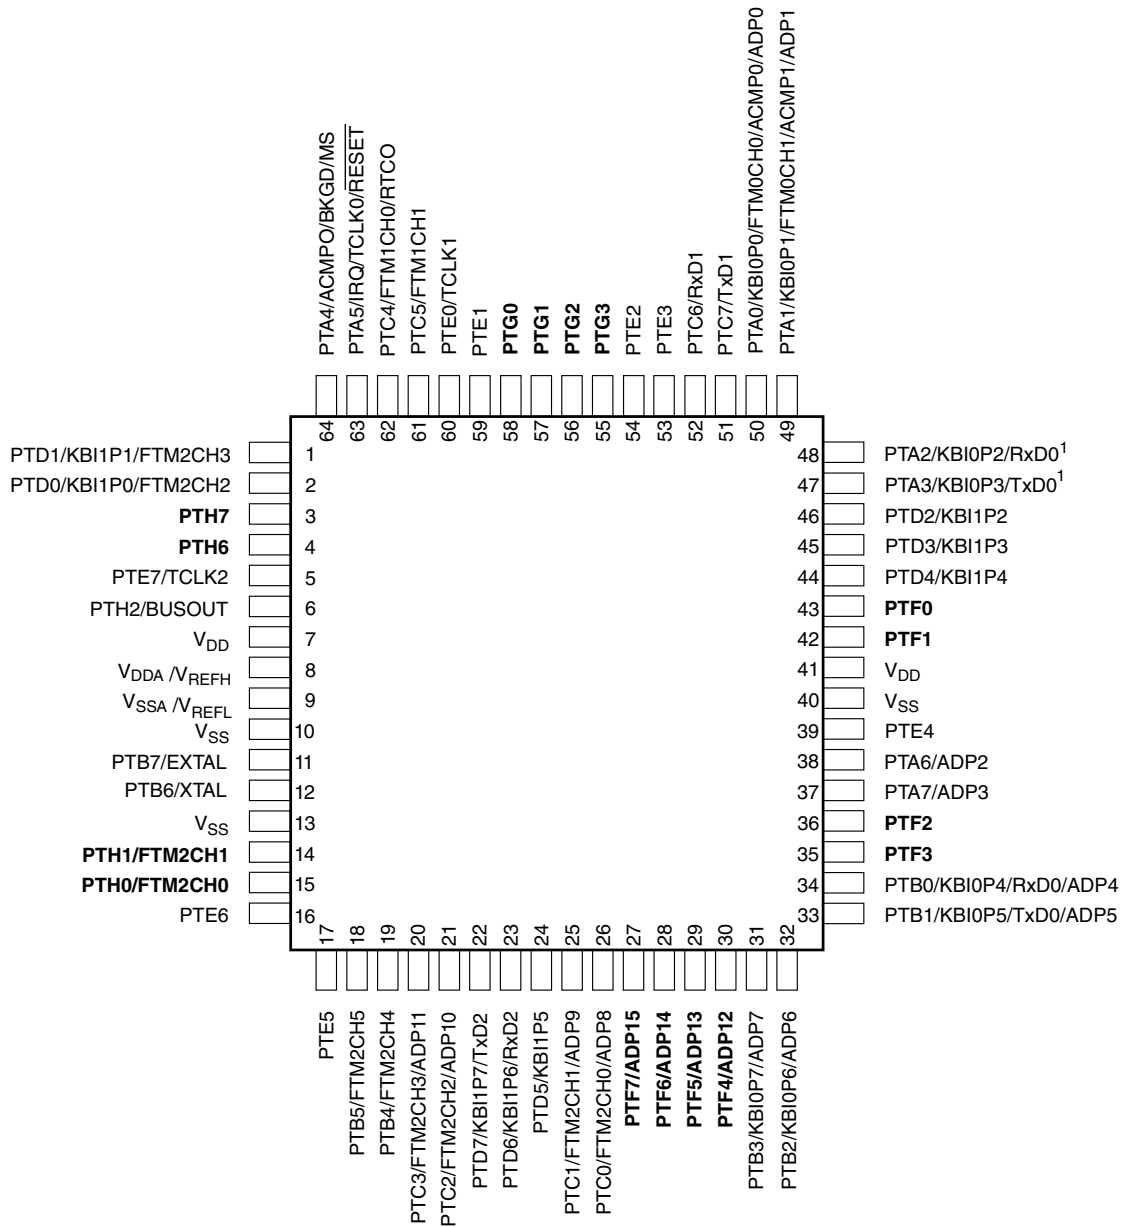 PTA4/ACMPO/BKGD/MS
PTA5/IRQ/TCLK0/RESET
PTC4/FTM1CH0/RTCO
PTC5/FTM1CH1
PTE0/TCLK1
PTE1
PTG0
PTG1
PTG2
PTG3
PTE2
PTE3
PTC6/RxD1
PTC7/TxD1
PTA0/KBI0P0/FTM0CH0/ACMP0/ADP0
PTA1/KBI0P1/FTM0CH1/ACMP1/ADP1
64
63
62
61
60
59
58
57
56
55
54
53
52
51
50
49
PTD1/KBI1P1/FTM2CH3 1
PTD0/KBI1P0/FTM2CH2 2
PTH7 3
PTH6 4
PTE7/TCLK2 5
PTH2/BUSOUT 6
VDD 7
VDDA /VREFH 8
VSSA /VREFL 9
VSS 10
PTB7/EXTAL 11
PTB6/XTAL 12
VSS 13
PTH1/FTM2CH1 14
PTH0/FTM2CH0 15
PTE6 16
48 PTA2/KBI0P2/RxD0¹
47 PTA3/KBI0P3/TxD0¹
46 PTD2/KBI1P2
45 PTD3/KBI1P3
44 PTD4/KBI1P4
43 PTF0
42 PTF1
41 VDD
40 VSS
39 PTE4
38 PTA6/ADP2
37 PTA7/ADP3
36 PTF2
35 PTF3
34 PTB0/KBI0P4/RxD0/ADP4
33 PTB1/KBI0P5/TxD0/ADP5
17
18
19
20
21
22
23
24
25
26
27
28
29
30
31
32
PTE5
PTB5/FTM2CH5
PTB4/FTM2CH4
PTC3/FTM2CH3/ADP11
PTC2/FTM2CH2/ADP10
PTD7/KBI1P7/TxD2
PTD6/KBI1P6/RxD2
PTD5/KBI1P5
PTC1/FTM2CH1/ADP9
PTC0/FTM2CH0/ADP8
PTF7/ADP15
PTF6/ADP14
PTF5/ADP13
PTF4/ADP12
PTB3/KBI0P7/ADP7
PTB2/KBI0P6/ADP6